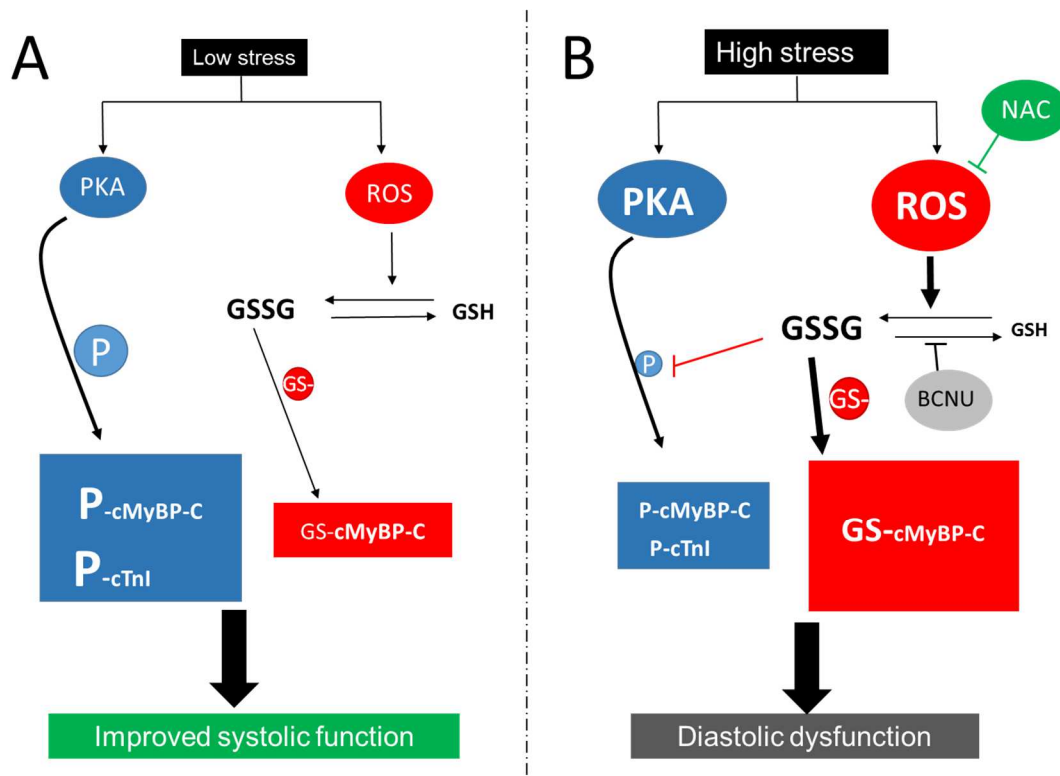 A
Low stress
PKA
ROS
GSSG
GSH
P
GS-
P-cMyBP-C
P-cTnI
GS-cMyBP-C
Improved systolic function
B
High stress
NAC
PKA
ROS
GSSG
GSH
P
GS-
BCNU
P-cMyBP-C
P-cTnI
GS-cMyBP-C
Diastolic dysfunction